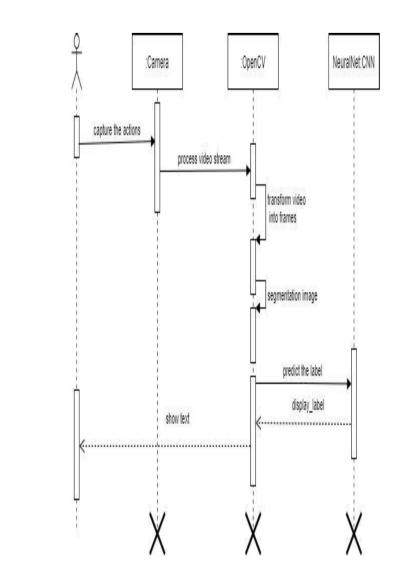 :Camera
:OpenCV
NeuralNet:CNN
capture the actions
process video stream
transform video
into frames
segmentation image
predict the label
display_label
show text